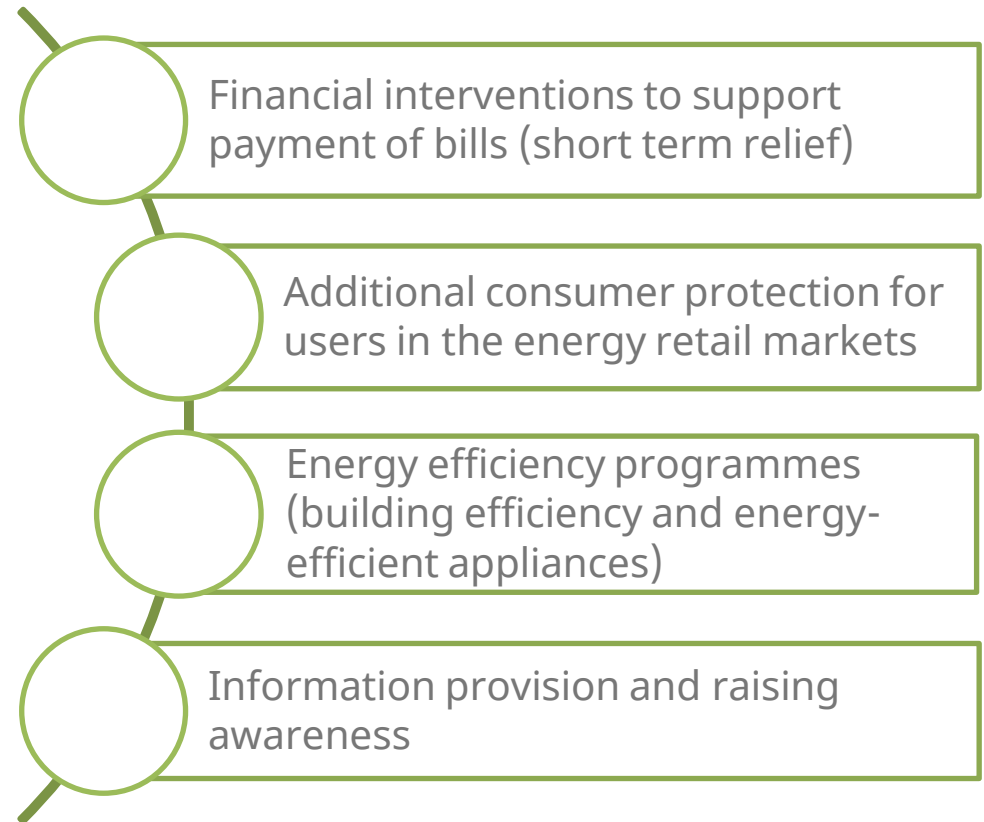 Financial interventions to support
payment of bills (short term relief)
Additional consumer protection for
users in the energy retail markets
Energy efficiency programmes
(building efficiency and energy-
efficient appliances)
Information provision and raising
awareness